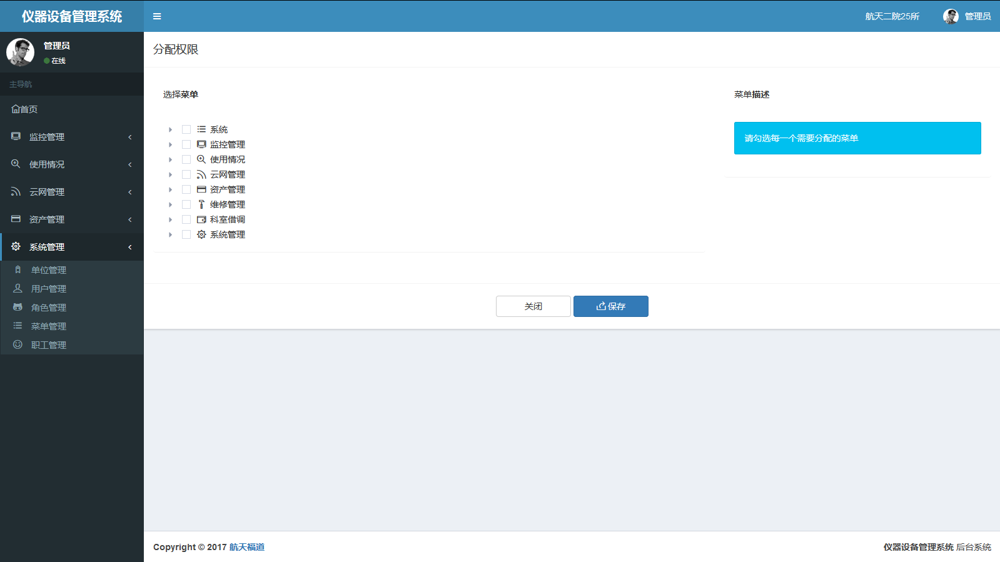 仪器设备管理系统
航天二院25所
管理员
管理员
在线
主导航
首页
监控管理
使用情况
云网管理
资产管理
系统管理
单位管理
用户管理
角色管理
菜单管理
职工管理
分配权限
选择菜单
系统
监控管理
使用情况
云网管理
资产管理
维修管理
科室借调
系统管理
菜单描述
请勾选每一个需要分配的菜单
关闭
保存
Copyright © 2017 航天福道
仪器设备管理系统 后台系统